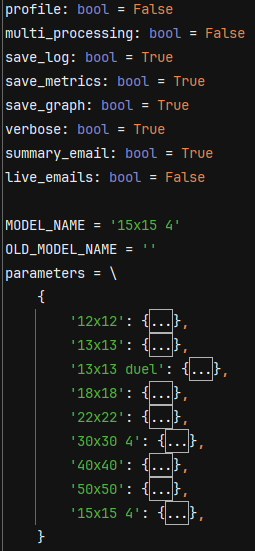 profile: bool = False
multi_processing: bool = False
save_log: bool = True
save_metrics: bool = True
save_graph: bool = True
verbose: bool = True
summary_email: bool = True
live_emails: bool = False
MODEL_NAME = '15x15 4'
OLD_MODEL_NAME = ''
parameters = \
{
'12x12': {...},
'13x13': {...},
'13x13 duel': {...},
'18x18': {...},
'22x22': {...},
'30x30 4': {...},
'40x40': {...},
'50x50': {...},
'15x15 4': {...},
}